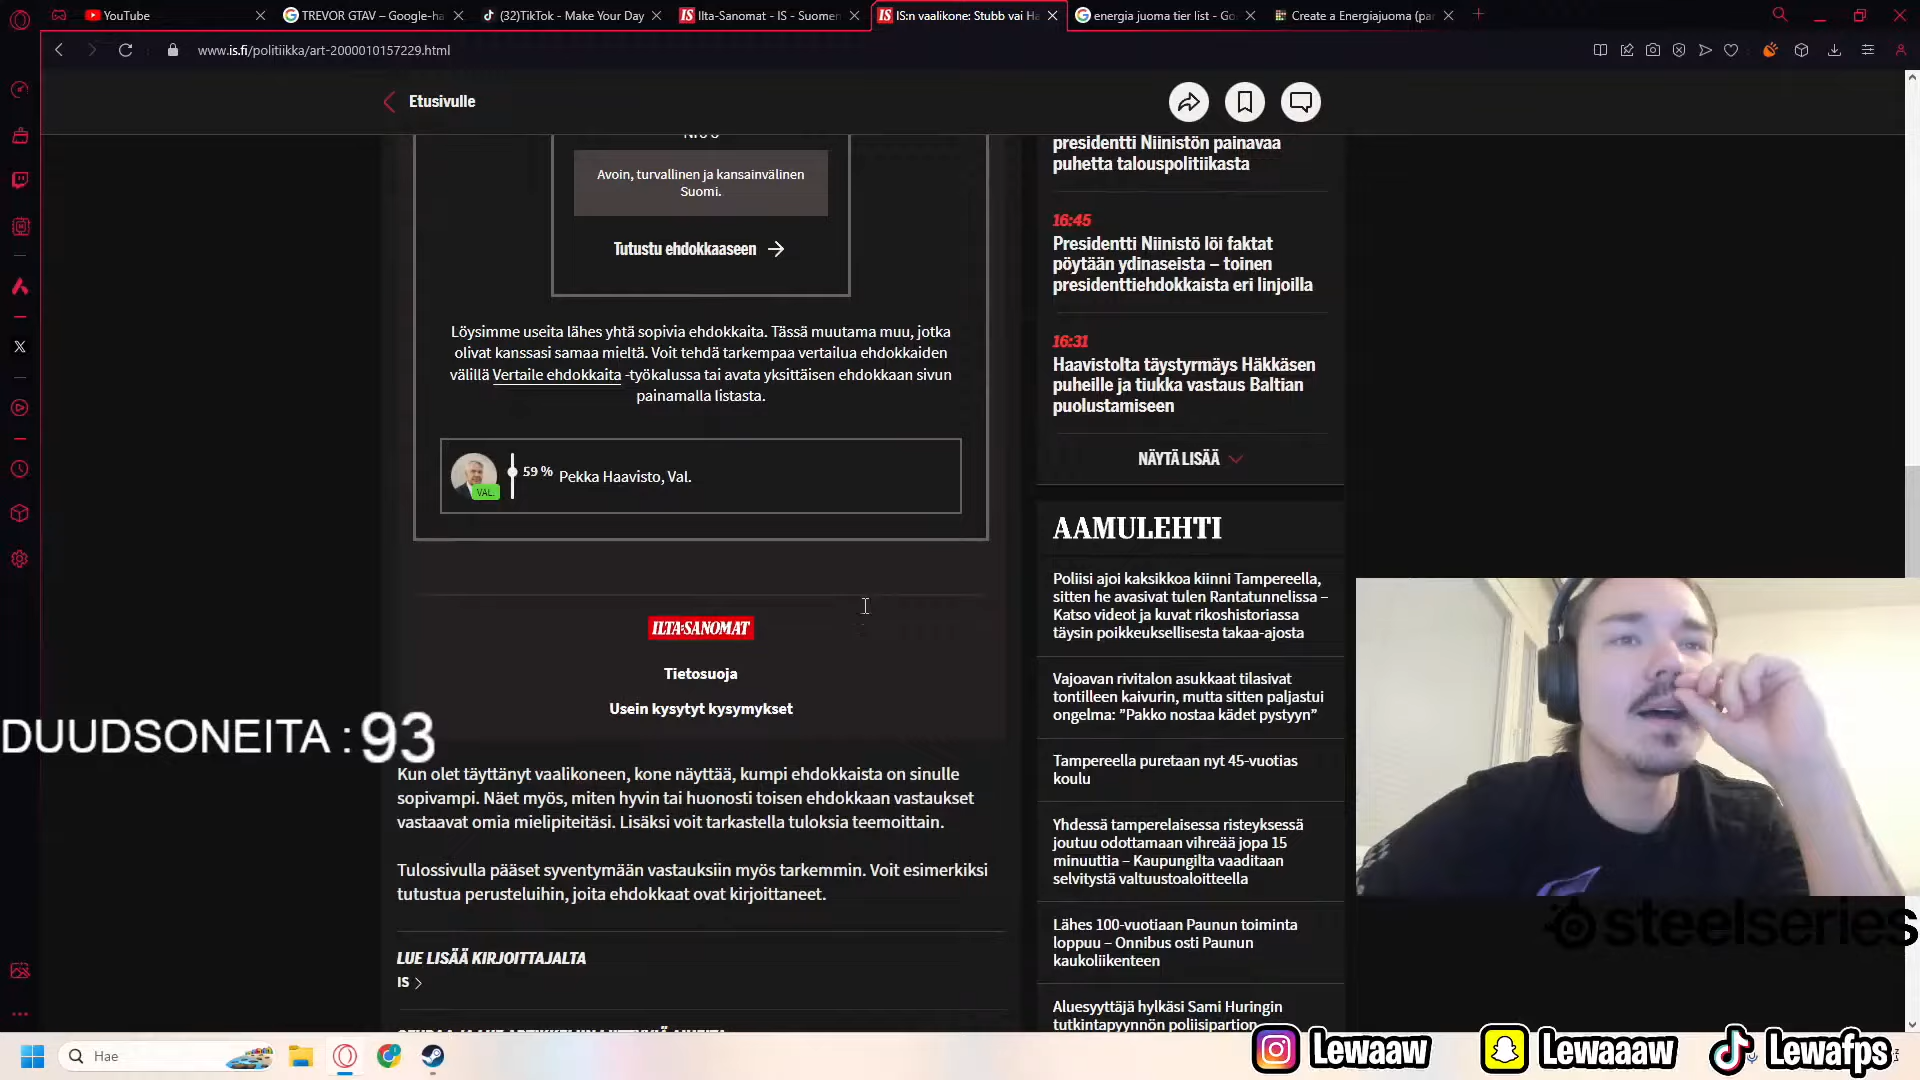 YouTube
TREVOR GTAV – Google-ha
(32)TikTok - Make Your Day
Ilta-Sanomat - IS - Suomen
IS:n vaalikone: Stubb vai Ha
energia juoma tier list - Go
Create a Energiajuoma (pa
www.is.fi/politiikka/art-2000010157229.html
Etusivulle
Avoin, turvallinen ja kansainvälinen
Suomi.
Tutustu ehdokkaaseen
Löysimme useita lähes yhtä sopivia ehdokkaita. Tässä muutama muu, jotka
olivat kanssasi samaa mieltä. Voit tehdä tarkempaa vertailua ehdokkaiden
välillä Vertaile ehdokkaita -työkalussa tai avata yksittäisen ehdokkaan sivun
painamalla listasta.
VAL.
59 % Pekka Haavisto, Val.
ILTA-SANOMAT
Tietosuoja
Usein kysytyt kysymykset
Kun olet täyttänyt vaalikoneen, kone näyttää, kumpi ehdokkaista on sinulle
sopivampi. Näet myös, miten hyvin tai huonosti toisen ehdokkaan vastaukset
vastaavat omia mielipiteitäsi. Lisäksi voit tarkastella tuloksia teemoittain.
Tulossivulla pääset syventymään vastauksiin myös tarkemmin. Voit esimerkiksi
tutustua perusteluihin, joita ehdokkaat ovat kirjoittaneet.
LUE LISÄÄ KIRJOITTAJALTA
IS
presidentti Niinistön painavaa
puhetta talouspolitiikasta
16:45
Presidentti Niinistö löi faktat
pöytään ydinaseista – toinen
presidenttiehdokkaista eri linjoilla
16:31
Haavistolta täystyrmäys Häkkäsen
puheille ja tiukka vastaus Baltian
puolustamiseen
NÄYTÄ LISÄÄ
AAMULEHTI
Poliisi ajoi kaksikkoa kiinni Tampereella,
sitten he avasivat tulen Rantatunnelissa –
Katso videot ja kuvat rikoshistoriassa
täysin poikkeuksellisesta takaa-ajosta
Vajoavan rivitalon asukkaat tilasivat
tontilleen kaivurin, mutta sitten paljastui
ongelma: ”Pakko nostaa kädet pystyyn”
Tampereella puretaan nyt 45-vuotias
koulu
Yhdessä tamperelaisessa risteyksessä
joutuu odottamaan vihreää jopa 15
minuuttia – Kaupungilta vaaditaan
selvitystä valtuustoaloitteella
Lähes 100-vuotiaan Paunun toiminta
loppuu – Onnibus osti Paunun
kaukoliikenteen
Aluesyyttäjä hylkäsi Sami Huringin
tutkintapyynnön poliisipartion
DUUDSONEITA : 93
steelseries
Hae
Lewaaw
Lewaaaw
Lewafps